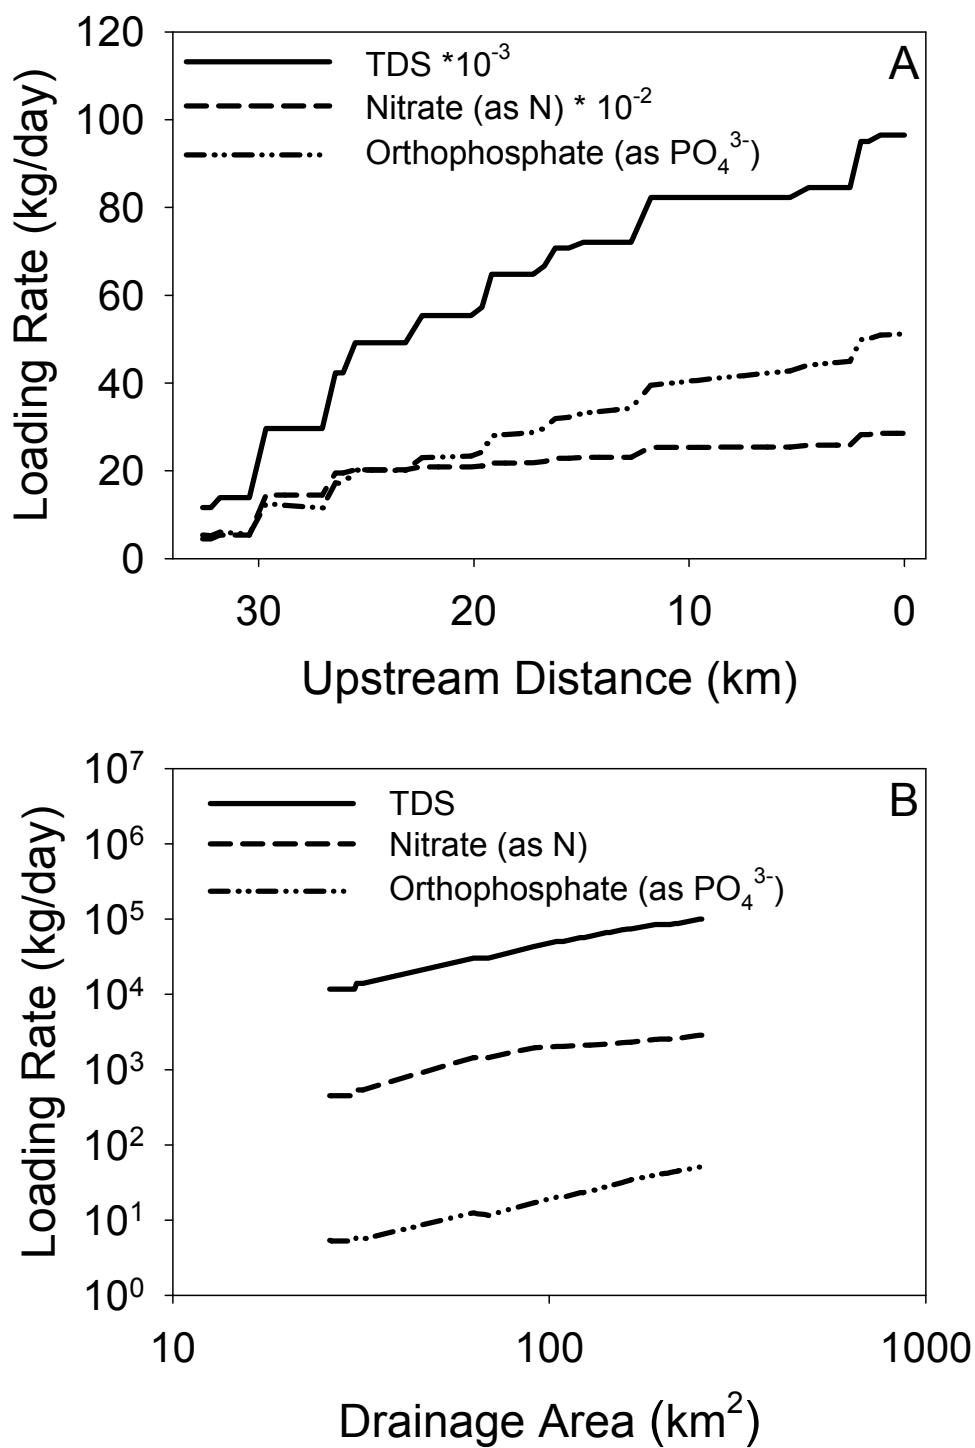 120
100
80
60
40
20
0
Loading Rate (kg/day)
A
TDS *10⁻³
Nitrate (as N) * 10⁻²
Orthophosphate (as PO₄³⁻)
30 20 10 0
Upstream Distance (km)
10⁷
10⁶
10⁵
10⁴
10³
10²
10¹
10⁰
Loading Rate (kg/day)
B
TDS
Nitrate (as N)
Orthophosphate (as PO₄³⁻)
10 100 1000
Drainage Area (km²)